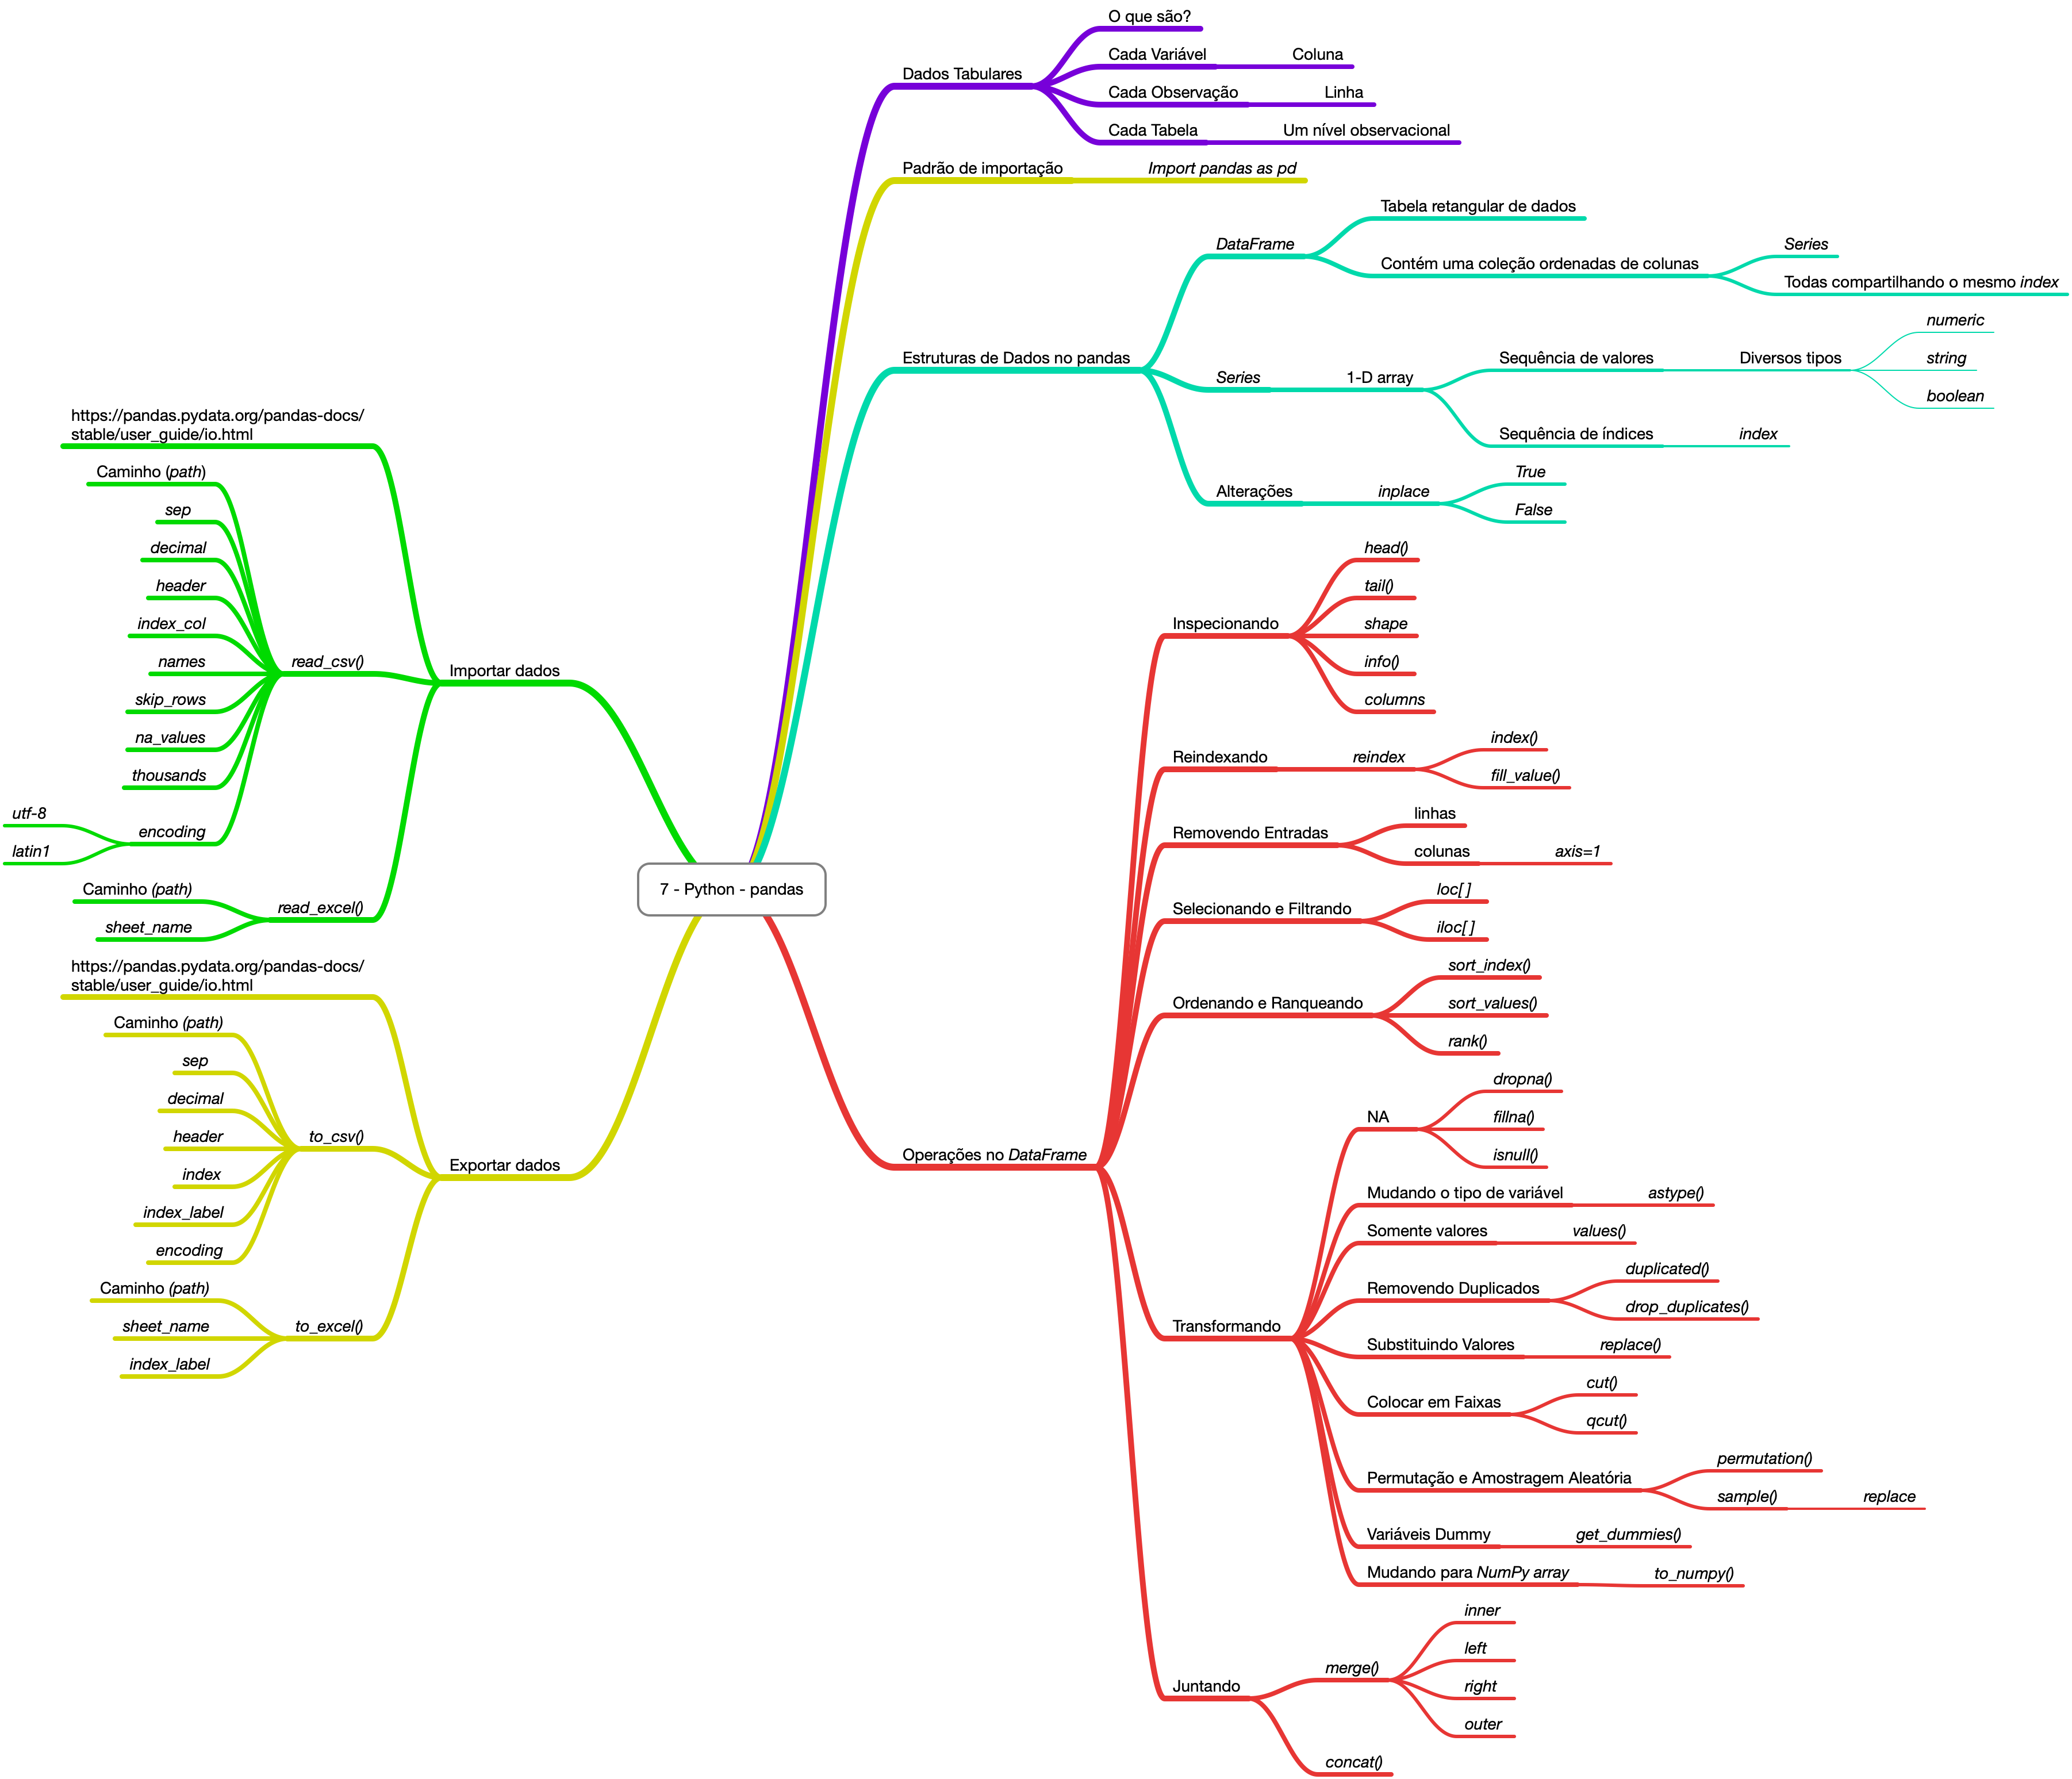 7 - Python - pandas
Dados Tabulares
O que são?
Cada Variável
Coluna
Cada Observação
Linha
Cada Tabela
Um nível observacional
Padrão de importação
Import pandas as pd
Estruturas de Dados no pandas
DataFrame
Tabela retangular de dados
Contém uma coleção ordenadas de colunas
Series
Todas compartilhando o mesmo index
Series
1-D array
Sequência de valores
Diversos tipos
numeric
string
boolean
Sequência de índices
index
Alterações
inplace
True
False
Operações no DataFrame
Inspecionando
head()
tail()
shape
info()
columns
Reindexando
reindex
index()
fill_value()
Removendo Entradas
linhas
colunas
axis=1
Selecionando e Filtrando
loc[ ]
iloc[ ]
Ordenando e Ranqueando
sort_index()
sort_values()
rank()
Transformando
NA
dropna()
fillna()
isnull()
Mudando o tipo de variável
astype()
Somente valores
values()
Removendo Duplicados
duplicated()
drop_duplicates()
Substituindo Valores
replace()
Colocar em Faixas
cut()
qcut()
Permutação e Amostragem Aleatória
permutation()
sample()
replace
Variáveis Dummy
get_dummies()
Mudando para NumPy array
to_numpy()
Juntando
merge()
inner
left
right
outer
concat()
Importar dados
https://pandas.pydata.org/pandas-docs/
stable/user_guide/io.html
read_csv()
Caminho (path)
sep
decimal
header
index_col
names
skip_rows
na_values
thousands
encoding
utf-8
latin1
read_excel()
Caminho (path)
sheet_name
Exportar dados
https://pandas.pydata.org/pandas-docs/
stable/user_guide/io.html
to_csv()
Caminho (path)
sep
decimal
header
index
index_label
encoding
to_excel()
Caminho (path)
sheet_name
index_label